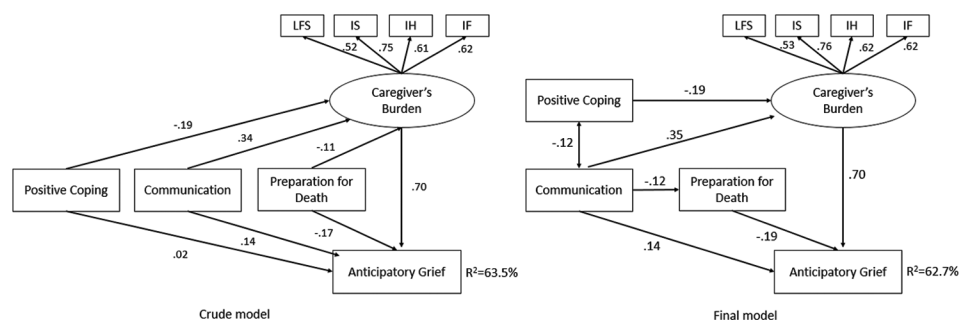 LFS IS IH IF
.52 .75 .61 .62
Caregiver's
Burden
-.19
.34
-.11
.70
Positive Coping
Communication
Preparation for
Death
.02
.14
-.17
Anticipatory Grief
R²=63.5%
Crude model
LFS IS IH IF
.53 .76 .62 .62
Caregiver's
Burden
Positive Coping
-.19
-.12
.35
.70
Communication
-.12
Preparation for
Death
.14
-.19
Anticipatory Grief
R²=62.7%
Final model